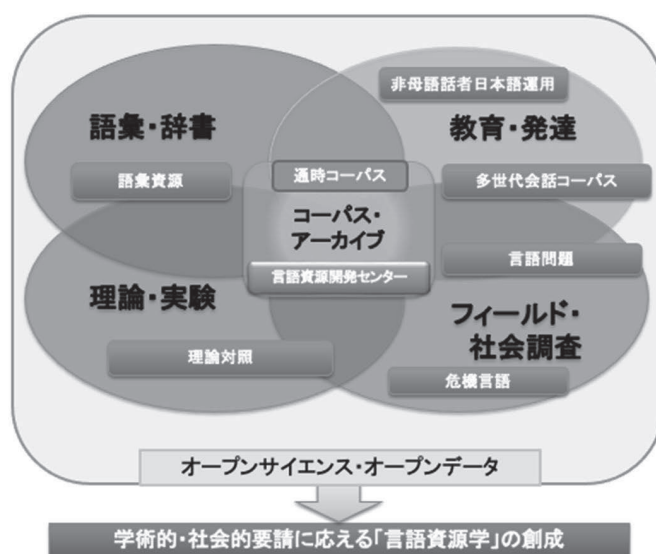 非母語話者日本語運用
語彙・辞書
教育・発達
語彙資源
通時コーパス
多世代会話コーパス
コーパス・
アーカイブ
言語問題
言語資源開発センター
理論・実験
フィールド・
社会調査
理論対照
危機言語
オープンサイエンス・オープンデータ
学術的・社会的要請に応える「言語資源学」の創成